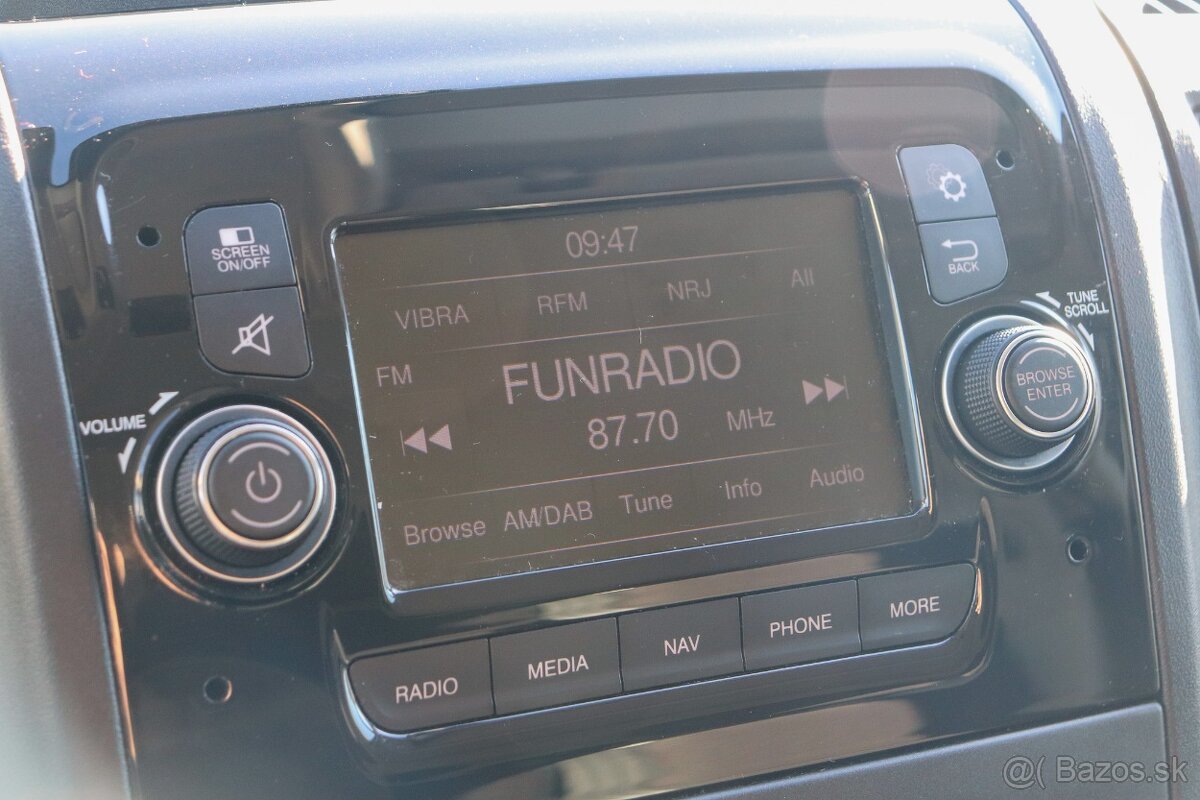 SCREEN
ON/OFF
VOLUME
09:47
VIBRA RFM NRJ All
FM
FUNRADIO
87.70 MHz
Browse AM/DAB Tune Info Audio
BACK
TUNE
SCROLL
BROWSE
ENTER
RADIO MEDIA NAV PHONE MORE
@( Bazos.sk